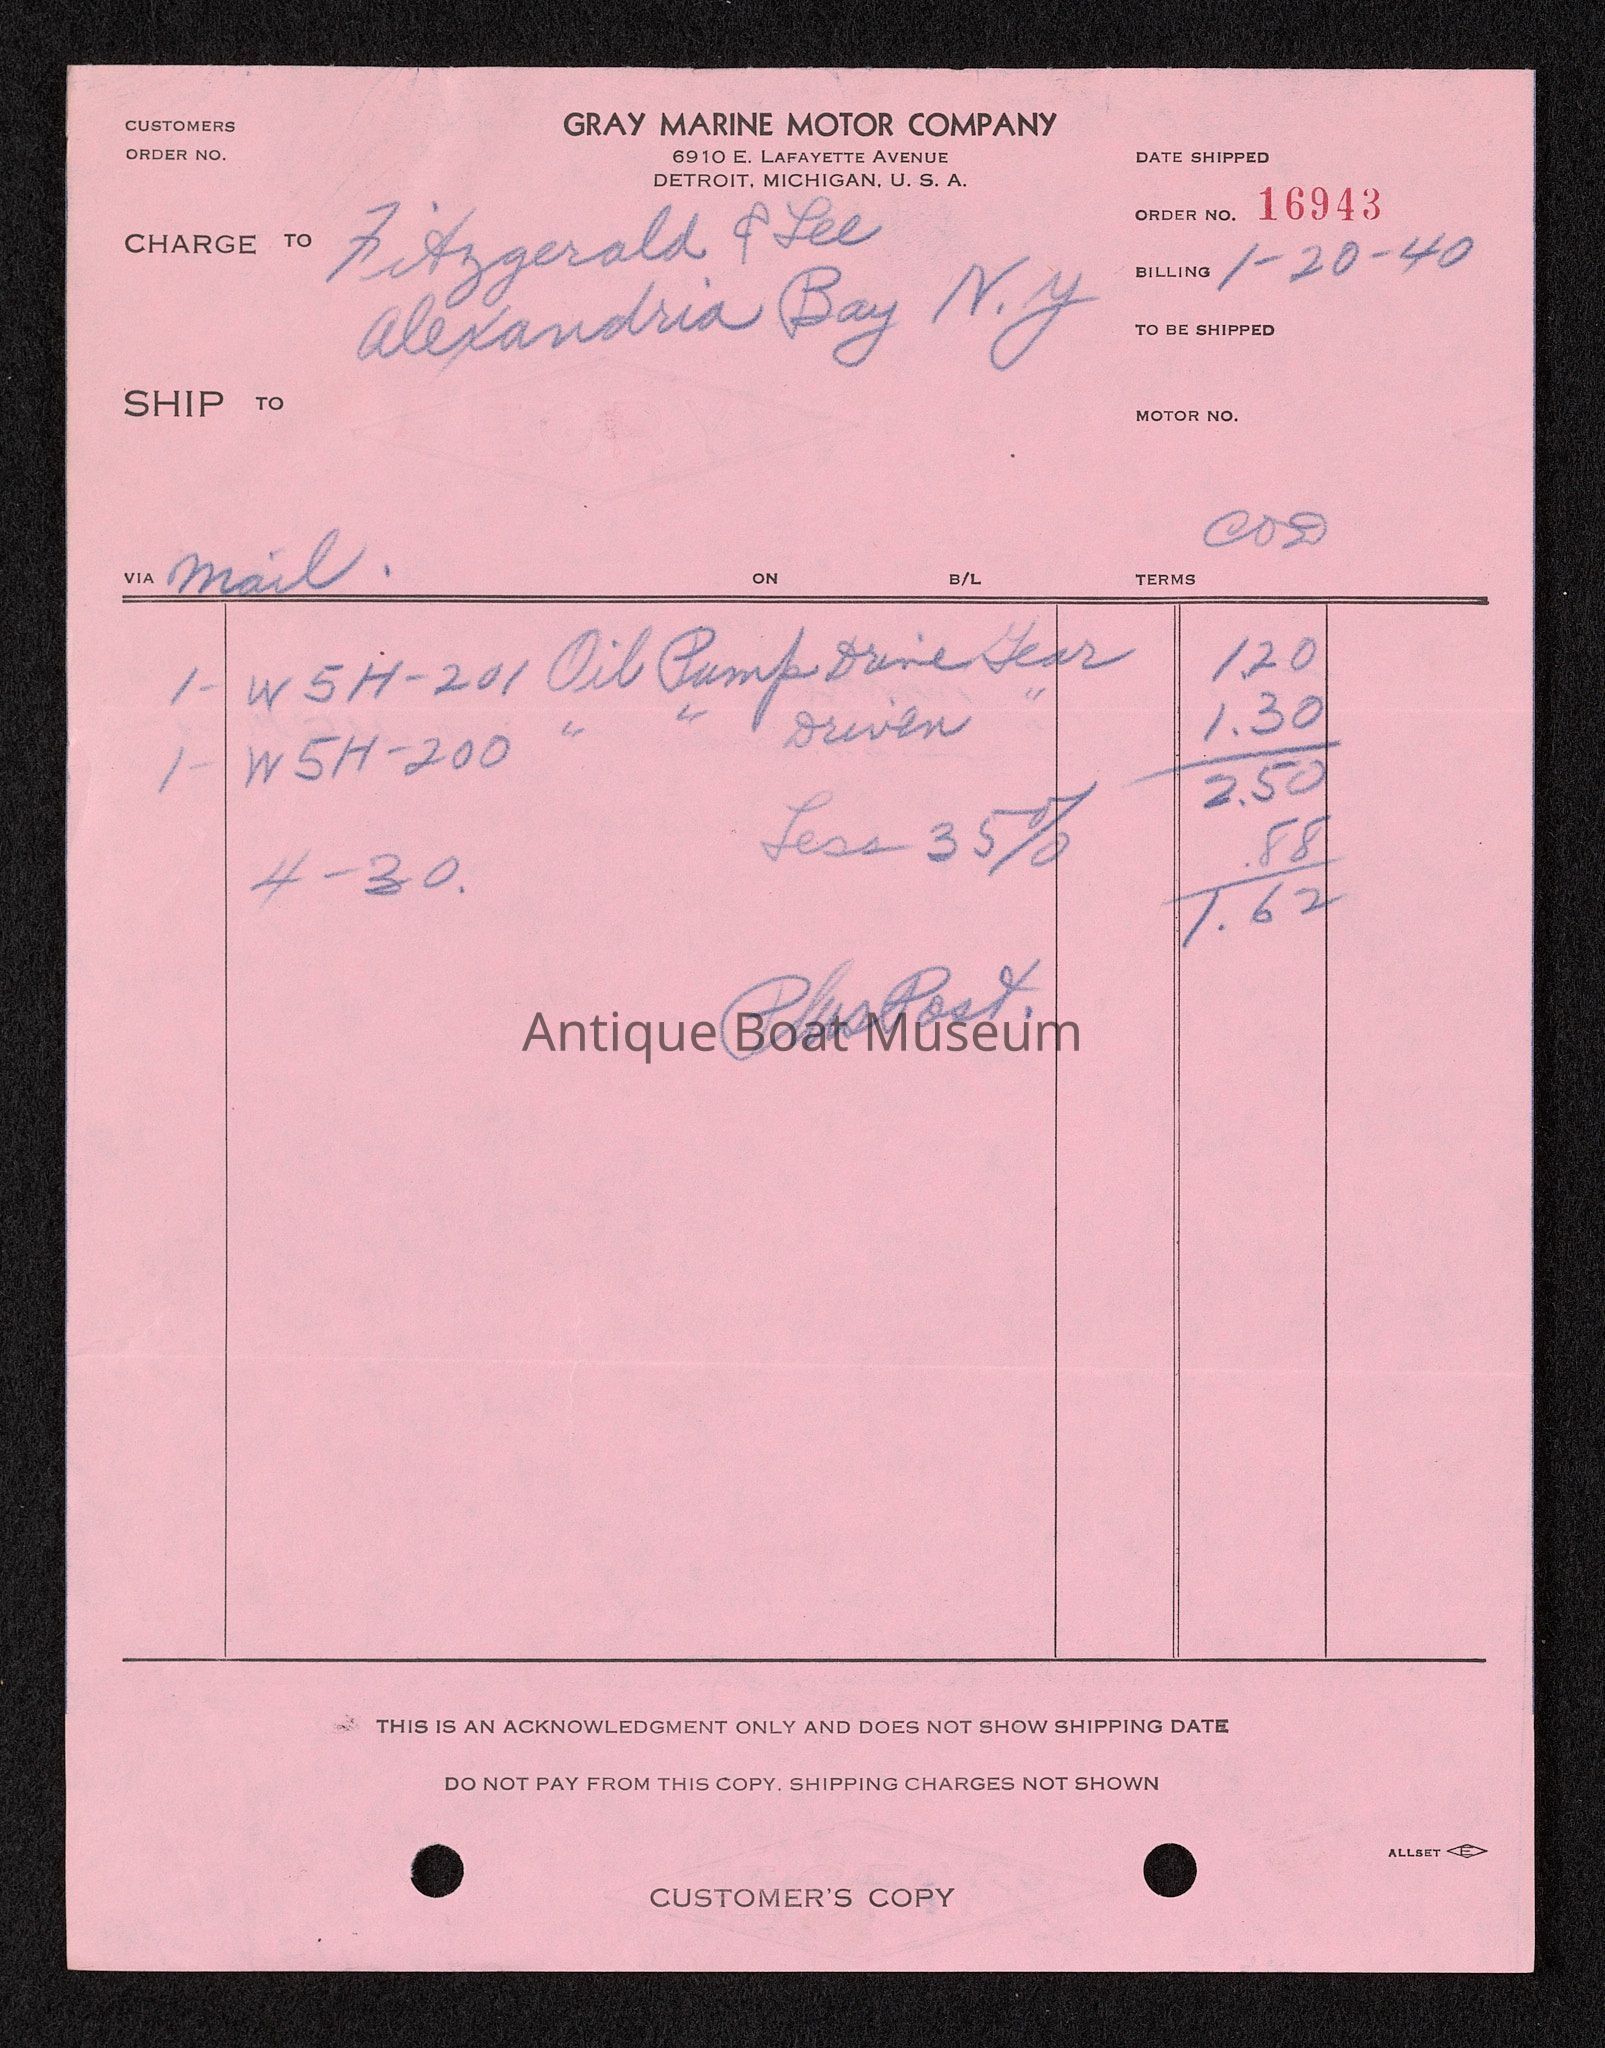 CUSTOMERS
ORDER NO.
GRAY MARINE MOTOR COMPANY
6910 E. LAFAYETTE AVENUE
DETROIT, MICHIGAN, U. S. A.
DATE SHIPPED
ORDER NO. 16943
CHARGE TO Fitzgerald & Lee
Alexandria Bay N.Y
BILLING 1-20-40
TO BE SHIPPED
SHIP TO
MOTOR NO.
VIA Mail. ON B/L TERMS COD
1- W5H-201 Oil Pump Drive Gear 1.20
1- W5H-200 " " Driven " 1.30
2.50
Less 35% .88
4-30. 1.62
Plus Post.
Antique Boat Museum
THIS IS AN ACKNOWLEDGMENT ONLY AND DOES NOT SHOW SHIPPING DATE
DO NOT PAY FROM THIS COPY. SHIPPING CHARGES NOT SHOWN
ALLSET E
CUSTOMER'S COPY